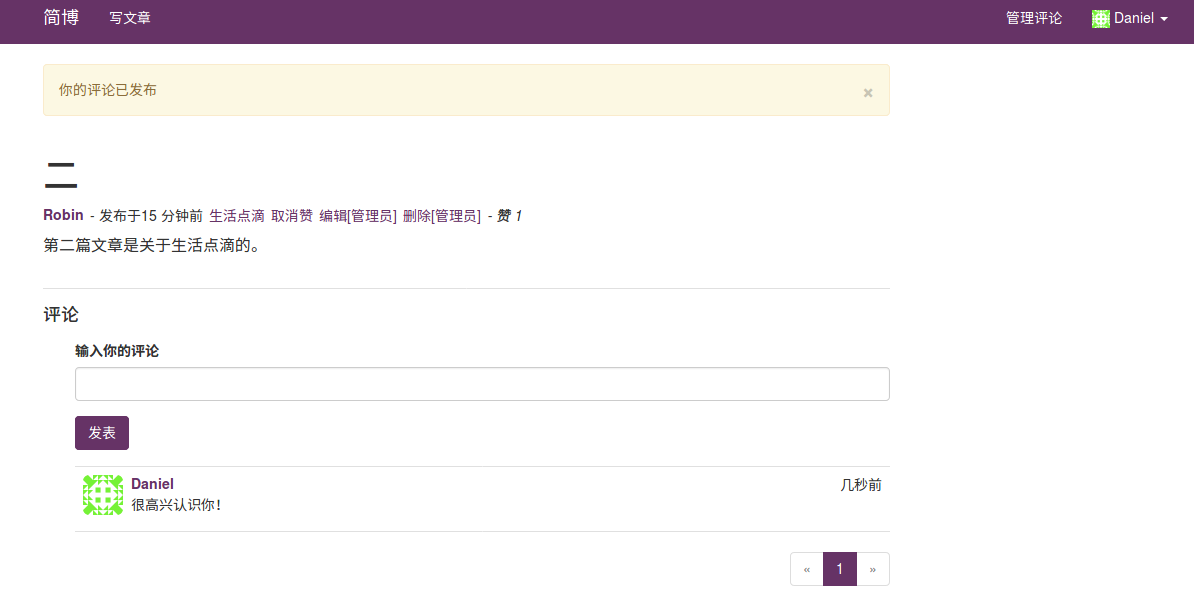 简博 写文章 管理评论 Daniel
你的评论已发布 ×
二
Robin - 发布于15 分钟前 生活点滴 取消赞 编辑[管理员] 删除[管理员] - 赞 1
第二篇文章是关于生活点滴的。
评论
输入你的评论
发表
Daniel 几秒前
很高兴认识你!
« 1 »